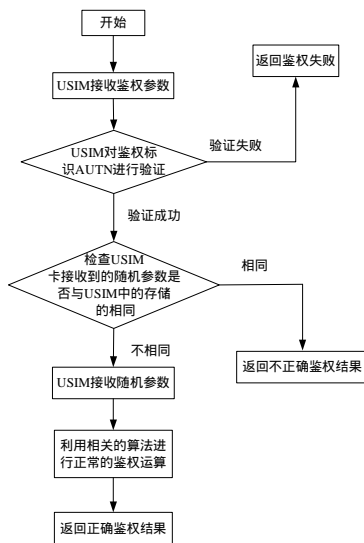 开始
USIM接收鉴权参数
返回鉴权失败
USIM对鉴权标
识AUTN进行验证
验证失败
验证成功
检查USIM
卡接收到的随机参数是
否与USIM中的存储
的相同
相同
不相同
返回不正确鉴权结果
USIM接收随机参数
利用相关的算法进
行正常的鉴权运算
返回正确鉴权结果